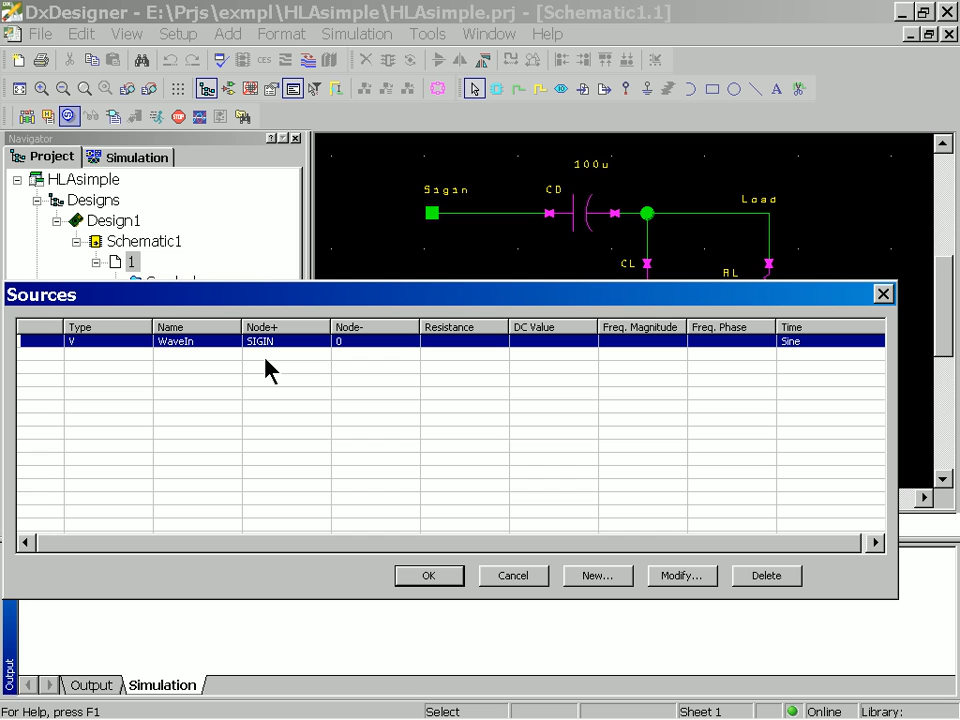 DxDesigner - E:\Prjs\exmpl\HLAsimple\HLAsimple.prj - [Schematic1.1]
File Edit View Setup Add Format Simulation Tools Window Help
CES
A
Navigator
Project Simulation
HLAsimple
Designs
Design1
Schematic1
1
100u
Sigin CD Load
CL RL
Sources
Type Name Node+ Node- Resistance DC Value Freq. Magnitude Freq. Phase Time
V WaveIn SIGIN 0 Sine
OK Cancel New... Modify... Delete
Output
Output Simulation
For Help, press F1 Select Sheet 1 Online Library: